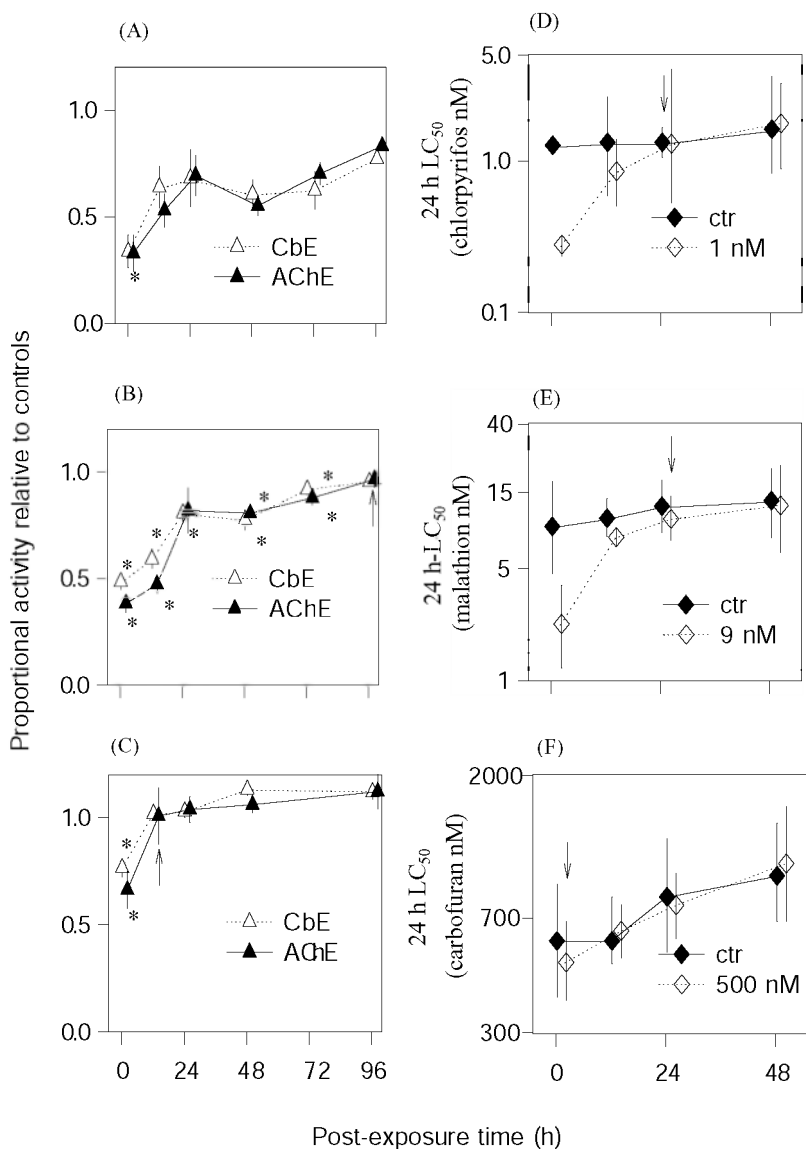 Proportional activity relative to controls
(A)
1.0
0.5
0.0
*
CbE
AChE
(B)
1.0
0.5
0.0
* * * * * * * * *
CbE
AChE
(C)
1.0
0.5
0.0
*
*
CbE
AChE
0 24 48 72 96
(D)
24 h LC50
(chlorpyrifos nM)
5.0
1.0
0.1
ctr
1 nM
(E)
24 h-LC50
(malathion nM)
40
15
5
1
ctr
9 nM
(F)
24 h LC50
(carbofuran nM)
2000
700
300
ctr
500 nM
0 24 48
Post-exposure time (h)